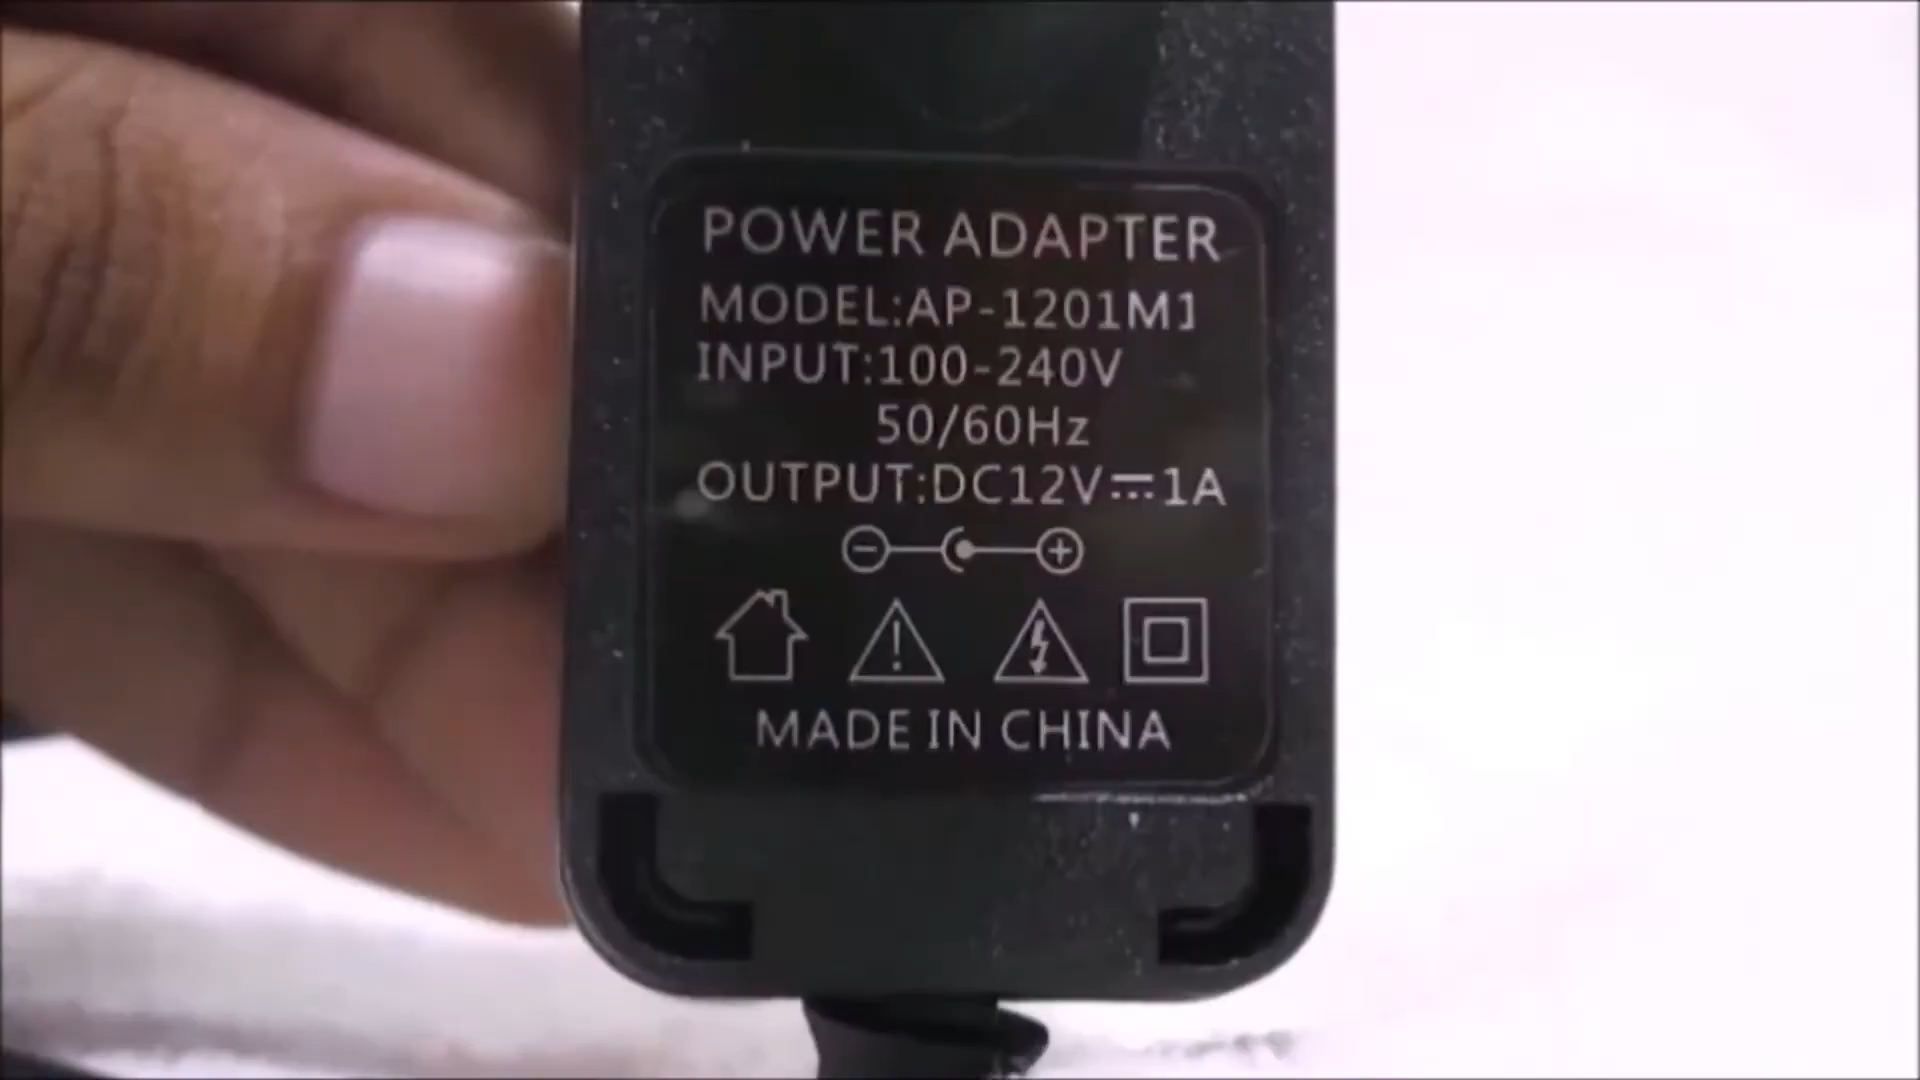 POWER ADAPTER
MODEL:AP-1201M1
INPUT:100-240V
50/60Hz
OUTPUT:DC12V⎓1A
MADE IN CHINA